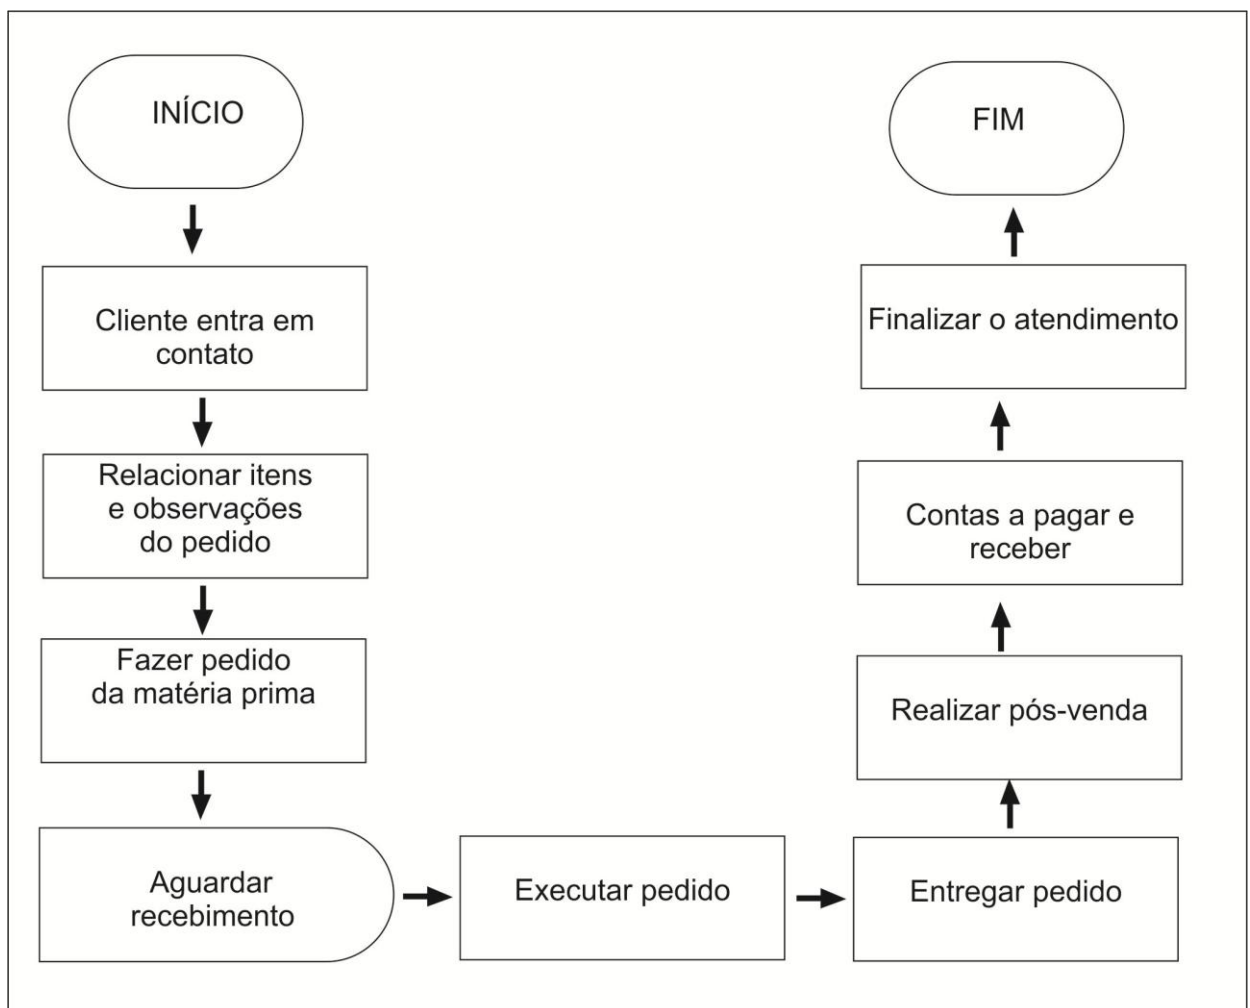 INÍCIO
Cliente entra em
contato
Relacionar itens
e observações
do pedido
Fazer pedido
da matéria prima
Aguardar
recebimento
Executar pedido
Entregar pedido
Realizar pós-venda
Contas a pagar e
receber
Finalizar o atendimento
FIM